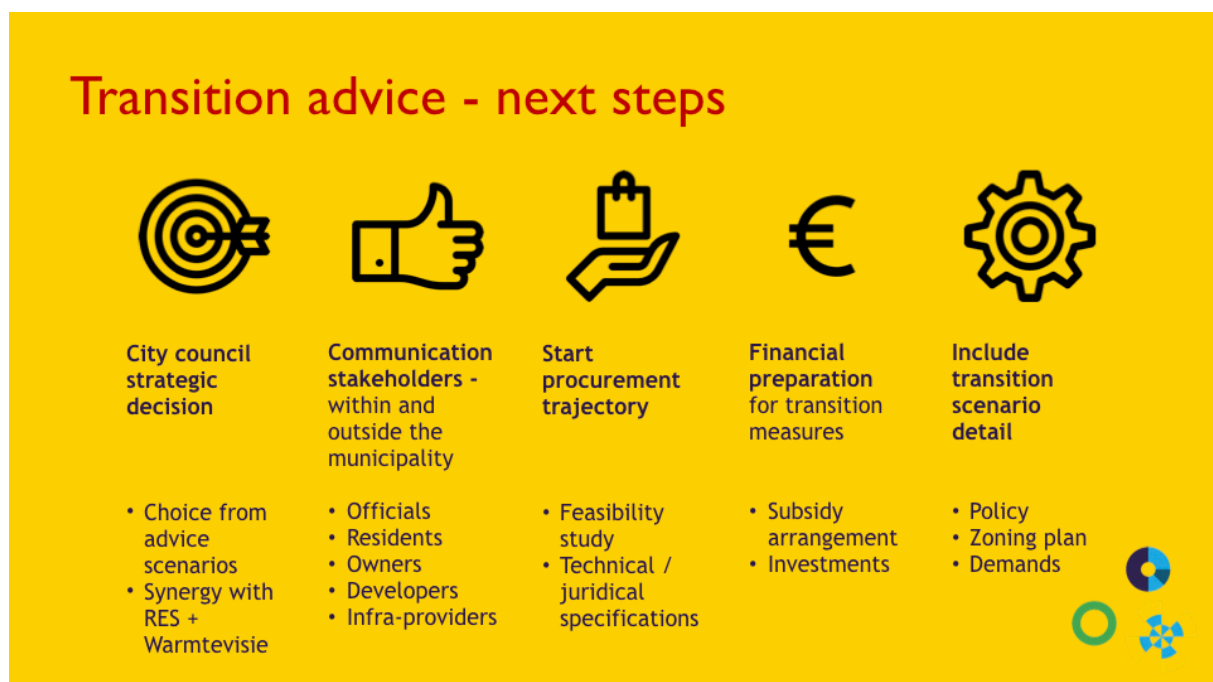 Transition advice - next steps
City council
strategic
decision
• Choice from
advice
scenarios
• Synergy with
RES +
Warmtevisie
Communication
stakeholders -
within and
outside the
municipality
• Officials
• Residents
• Owners
• Developers
• Infra-providers
Start
procurement
trajectory
• Feasibility
study
• Technical /
juridical
specifications
€
Financial
preparation
for transition
measures
• Subsidy
arrangement
• Investments
Include
transition
scenario
detail
• Policy
• Zoning plan
• Demands